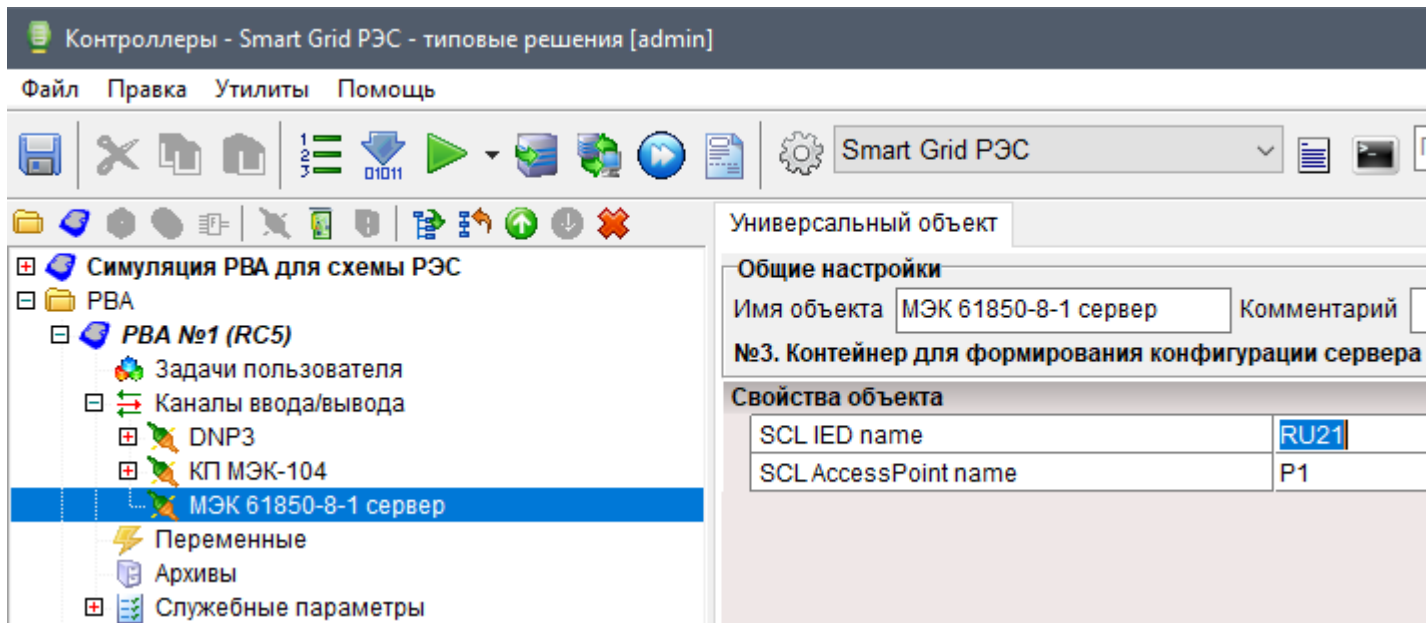 Контроллеры - Smart Grid РЭС - типовые решения [admin]
Файл Правка Утилиты Помощь
1 2 3
01011
Smart Grid РЭС
Симуляция РВА для схемы РЭС
РВА
РВА №1 (RC5)
Задачи пользователя
Каналы ввода/вывода
DNP3
КП МЭК-104
МЭК 61850-8-1 сервер
Переменные
Архивы
Служебные параметры
Универсальный объект
Общие настройки
Имя объекта МЭК 61850-8-1 сервер Комментарий
№3. Контейнер для формирования конфигурации сервера
Свойства объекта
SCL IED name RU21
SCL AccessPoint name P1